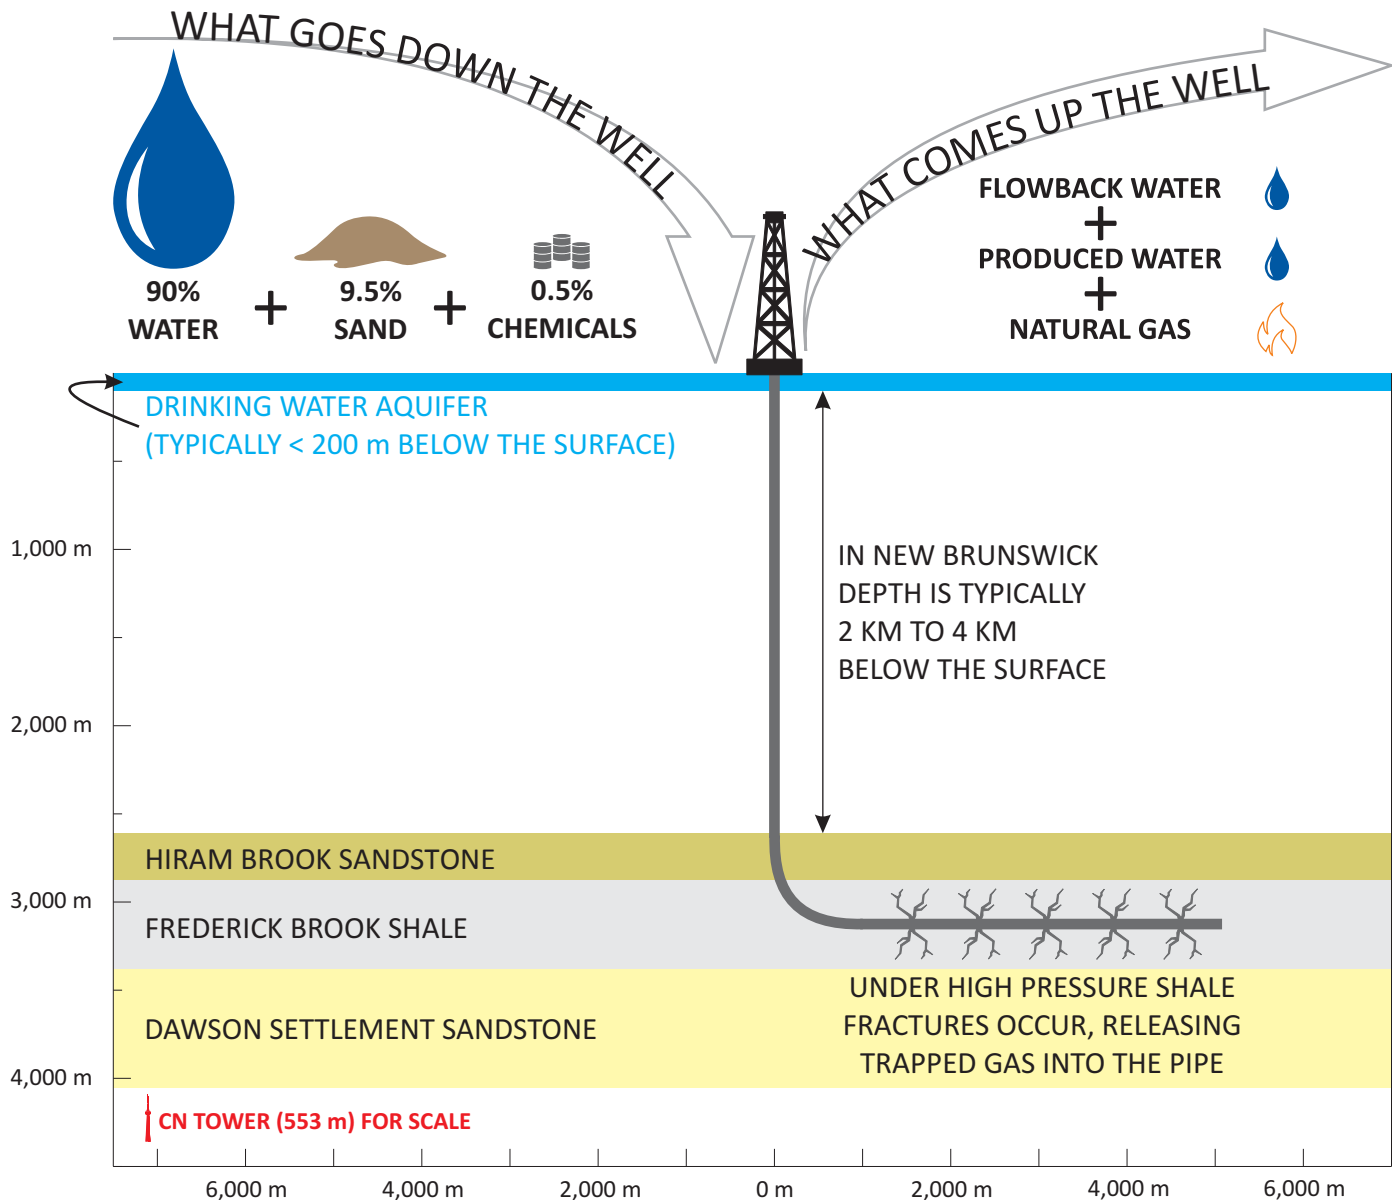 WHAT GOES DOWN THE WELL
WHAT COMES UP THE WELL
90%
WATER
+
9.5%
SAND
+
0.5%
CHEMICALS
FLOWBACK WATER
+
PRODUCED WATER
+
NATURAL GAS
DRINKING WATER AQUIFER
(TYPICALLY < 200 m BELOW THE SURFACE)
1,000 m
2,000 m
3,000 m
4,000 m
IN NEW BRUNSWICK
DEPTH IS TYPICALLY
2 KM TO 4 KM
BELOW THE SURFACE
HIRAM BROOK SANDSTONE
FREDERICK BROOK SHALE
DAWSON SETTLEMENT SANDSTONE
UNDER HIGH PRESSURE SHALE
FRACTURES OCCUR, RELEASING
TRAPPED GAS INTO THE PIPE
CN TOWER (553 m) FOR SCALE
6,000 m 4,000 m 2,000 m 0 m 2,000 m 4,000 m 6,000 m